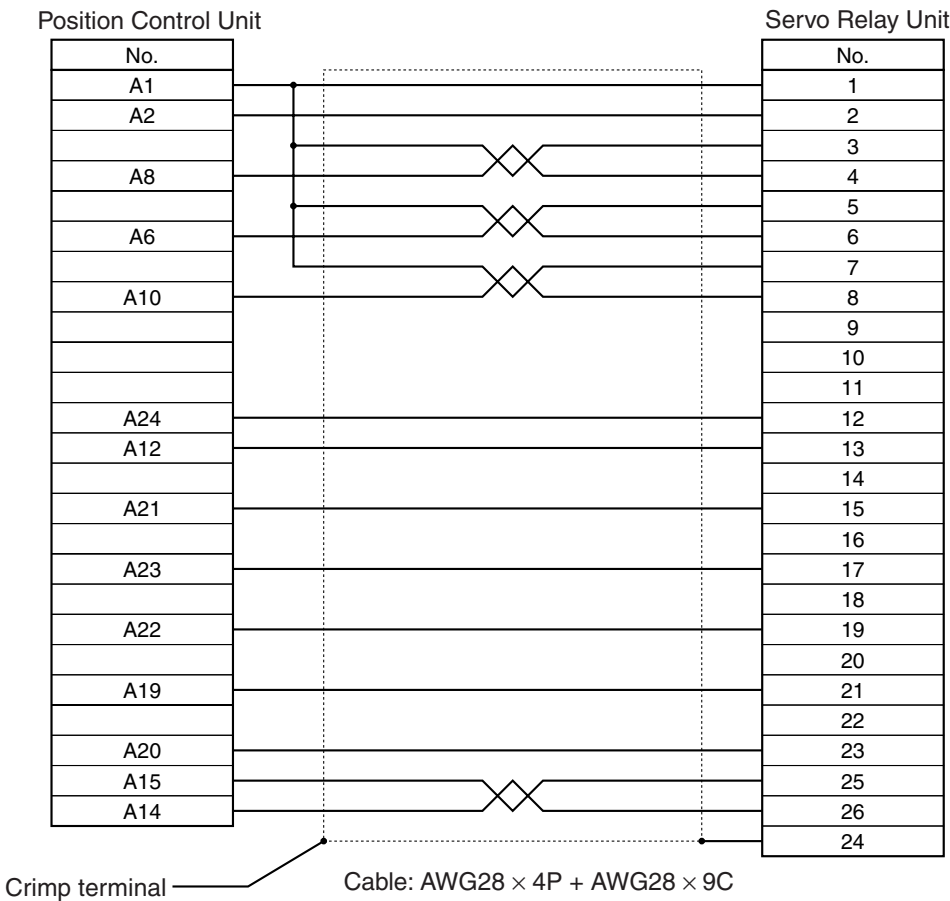 Position Control Unit Servo Relay Unit
No. No.
A1 1
A2 2
3
A8 4
5
A6 6
7
A10 8
9
10
11
A24 12
A12 13
14
A21 15
16
A23 17
18
A22 19
20
A19 21
22
A20 23
A15 25
A14 26
24
Crimp terminal Cable: AWG28 × 4P + AWG28 × 9C